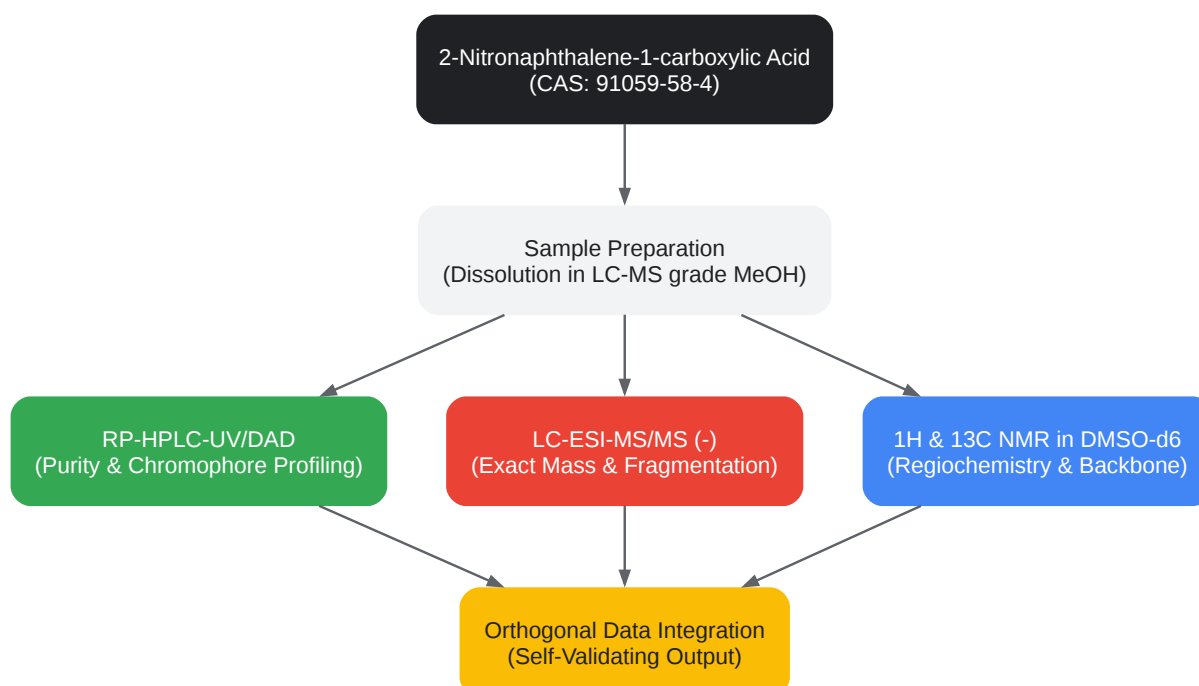 2-Nitronaphthalene-1-carboxylic Acid
(CAS: 91059-58-4)
Sample Preparation
(Dissolution in LC-MS grade MeOH)
RP-HPLC-UV/DAD
(Purity & Chromophore Profiling)
LC-ESI-MS/MS (-)
(Exact Mass & Fragmentation)
1H & 13C NMR in DMSO-d6
(Regiochemistry & Backbone)
Orthogonal Data Integration
(Self-Validating Output)